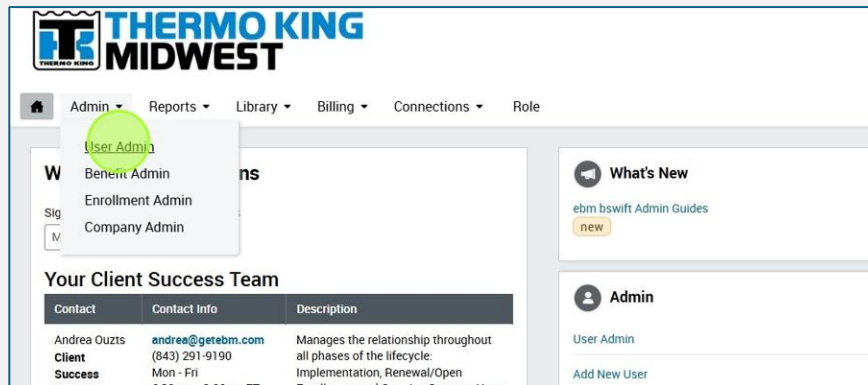 THERMO KING
MIDWEST
THERMO KING
Admin Reports Library Billing Connections Role
User Admin
Benefit Admin
Enrollment Admin
Company Admin
W ns
Sig
M
Your Client Success Team
Contact Contact Info Description
Andrea Ouzts andrea@getebm.com Manages the relationship throughout
Client (843) 291-9190 all phases of the lifecycle:
Success Mon - Fri Implementation, Renewal/Open
What's New
ebm bswift Admin Guides
new
Admin
User Admin
Add New User